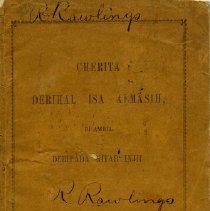 R Rawlings
CHERITA
DERIHAL ISA ALMASIH,
DI AMBIL
DERIPADA KITAB INJIL
R Rawlings